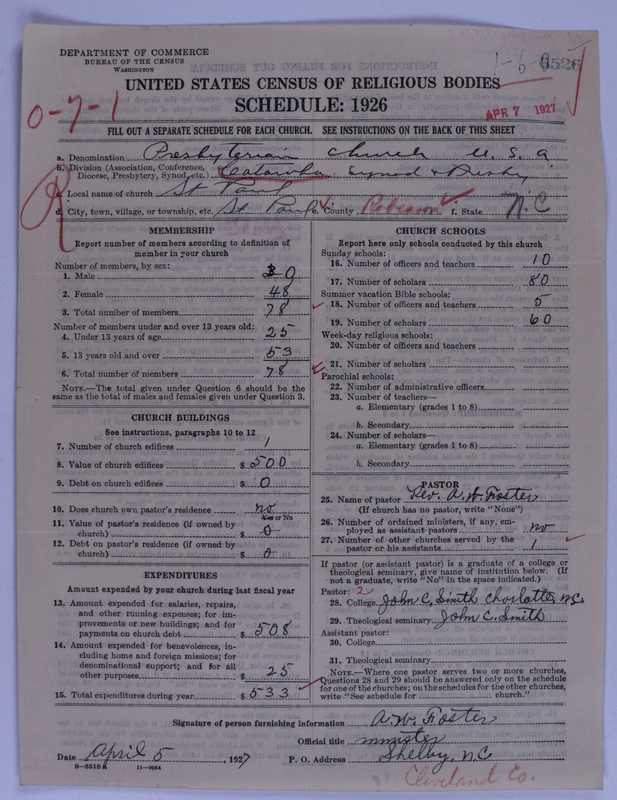 DEPARTMENT OF COMMERCE
BUREAU OF THE CENSUS
WASHINGTON
1-6-6526
UNITED STATES CENSUS OF RELIGIOUS BODIES
SCHEDULE: 1926
0-7-1
APR 7 1927
FILL OUT A SEPARATE SCHEDULE FOR EACH CHURCH. SEE INSTRUCTIONS ON THE BACK OF THIS SHEET
a. Denomination Presbyterian Church U. S. A
b. Division (Association, Conference, Diocese, Presbytery, Synod, etc.) Catawba Synod & Presby
R
c. Local name of church St Paul
d. City, town, village, or township, etc. St Paul e. County Robeson f. State N C
MEMBERSHIP
Report number of members according to definition of member in your church
Number of members, by sex:
1. Male 30
2. Female 48
3. Total number of members 78
Number of members under and over 13 years old:
4. Under 13 years of age 25
5. 13 years old and over 53
6. Total number of members 78
NOTE.—The total given under Question 6 should be the same as the total of males and females given under Question 3.
CHURCH BUILDINGS
See instructions, paragraphs 10 to 12
7. Number of church edifices 1
8. Value of church edifices $ 500
9. Debt on church edifices $ 0
10. Does church own pastor's residence no
Yes or No
11. Value of pastor's residence (if owned by church) $ 0
12. Debt on pastor's residence (if owned by church) $ 0
EXPENDITURES
Amount expended by your church during last fiscal year
13. Amount expended for salaries, repairs, and other running expenses; for improvements or new buildings; and for payments on church debt $ 508
14. Amount expended for benevolences, including home and foreign missions; for denominational support; and for all other purposes $ 25
15. Total expenditures during year $ 533
CHURCH SCHOOLS
Report here only schools conducted by this church
Sunday schools:
16. Number of officers and teachers 10
17. Number of scholars 80
Summer vacation Bible schools:
18. Number of officers and teachers 5
19. Number of scholars 60
Week-day religious schools:
20. Number of officers and teachers
21. Number of scholars
Parochial schools:
22. Number of administrative officers
23. Number of teachers—
a. Elementary (grades 1 to 8)
b. Secondary
24. Number of scholars—
a. Elementary (grades 1 to 8)
b. Secondary
PASTOR
25. Name of pastor Rev. A. W. Foster
(If church has no pastor, write "None")
26. Number of ordained ministers, if any, employed as assistant pastors no
27. Number of other churches served by the pastor or his assistants 1
If pastor (or assistant pastor) is a graduate of a college or theological seminary, give name of institution below. (If not a graduate, write "No" in the space indicated.)
Pastor: 2
28. College John C. Smith Charlotte, N.C.
29. Theological seminary John C. Smith
Assistant pastor:
30. College
31. Theological seminary
NOTE.—Where one pastor serves two or more churches, Questions 28 and 29 should be answered only on the schedule for one of the churches; on the schedules for the other churches, write "See schedule for church."
Signature of person furnishing information A. W. Foster
Official title minister
Date April 5, 1927 P. O. Address Shelby, N.C
8-5518a 11-9064
Cleveland Co.